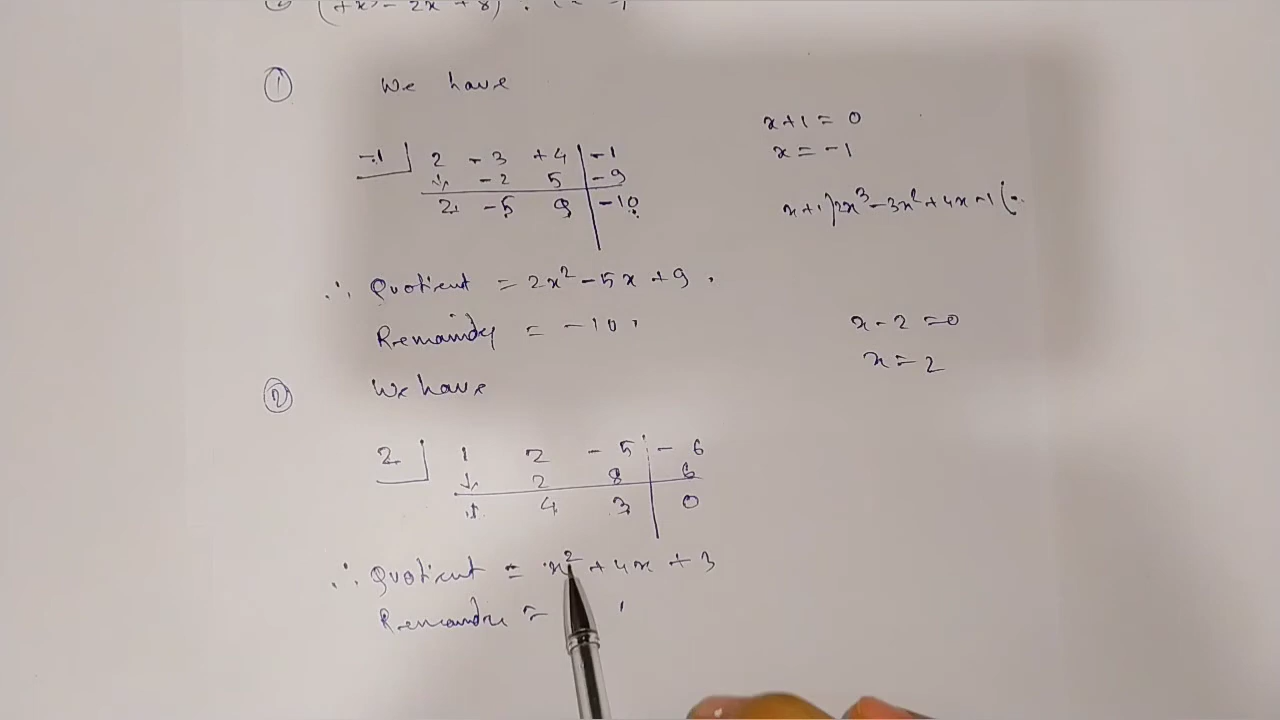 We have
x+1 = 0
x = -1
-1 | 2 -3 +4 | -1
↓ -2 5 | -9
2 -5 9 | -10
x+1)2x³-3x²+4x-1(
∴ Quotient = 2x²-5x+9.
Remainder = -10.
x-2=0
x=2
② We have
2 | 1 2 -5 | -6
↓ 2 8 | 6
1 4 3 | 0
∴ Quotient = x²+4x+3
Remainder =